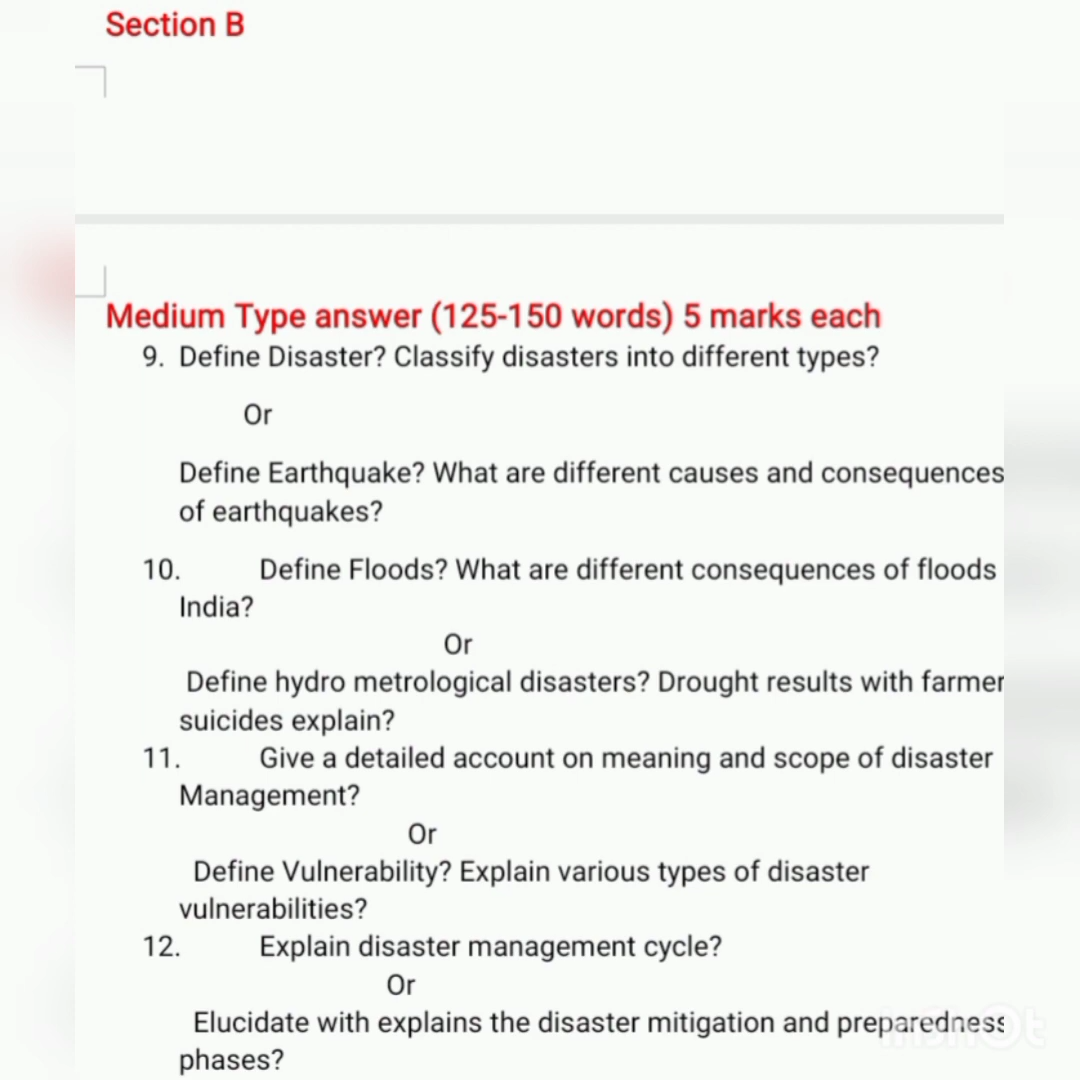 Section B
Medium Type answer (125-150 words) 5 marks each
9. Define Disaster? Classify disasters into different types?
Or
Define Earthquake? What are different causes and consequences
of earthquakes?
10. Define Floods? What are different consequences of floods
India?
Or
Define hydro metrological disasters? Drought results with farmer
suicides explain?
11. Give a detailed account on meaning and scope of disaster
Management?
Or
Define Vulnerability? Explain various types of disaster
vulnerabilities?
12. Explain disaster management cycle?
Or
Elucidate with explains the disaster mitigation and preparedness
phases?
InShOt